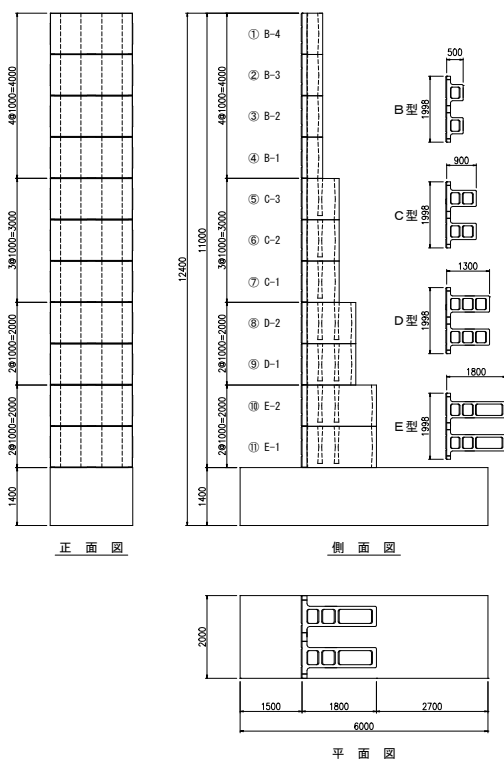 4@1000=4000
3@1000=3000
2@1000=2000
2@1000=2000
1400
正面図
12400
11000
1400
4@1000=4000
3@1000=3000
2@1000=2000
2@1000=2000
① B-4
② B-3
③ B-2
④ B-1
⑤ C-3
⑥ C-2
⑦ C-1
⑧ D-2
⑨ D-1
⑩ E-2
⑪ E-1
側面図
500
B型
1998
900
C型
1998
1300
D型
1998
1800
E型
1998
2000
1500
1800
2700
6000
平面図